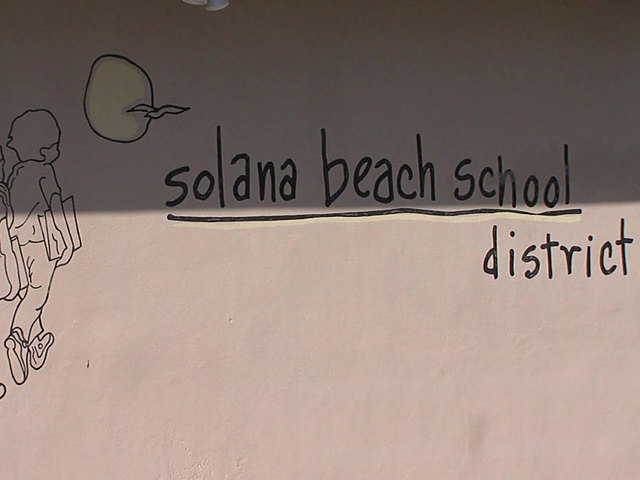 solana beach school
district